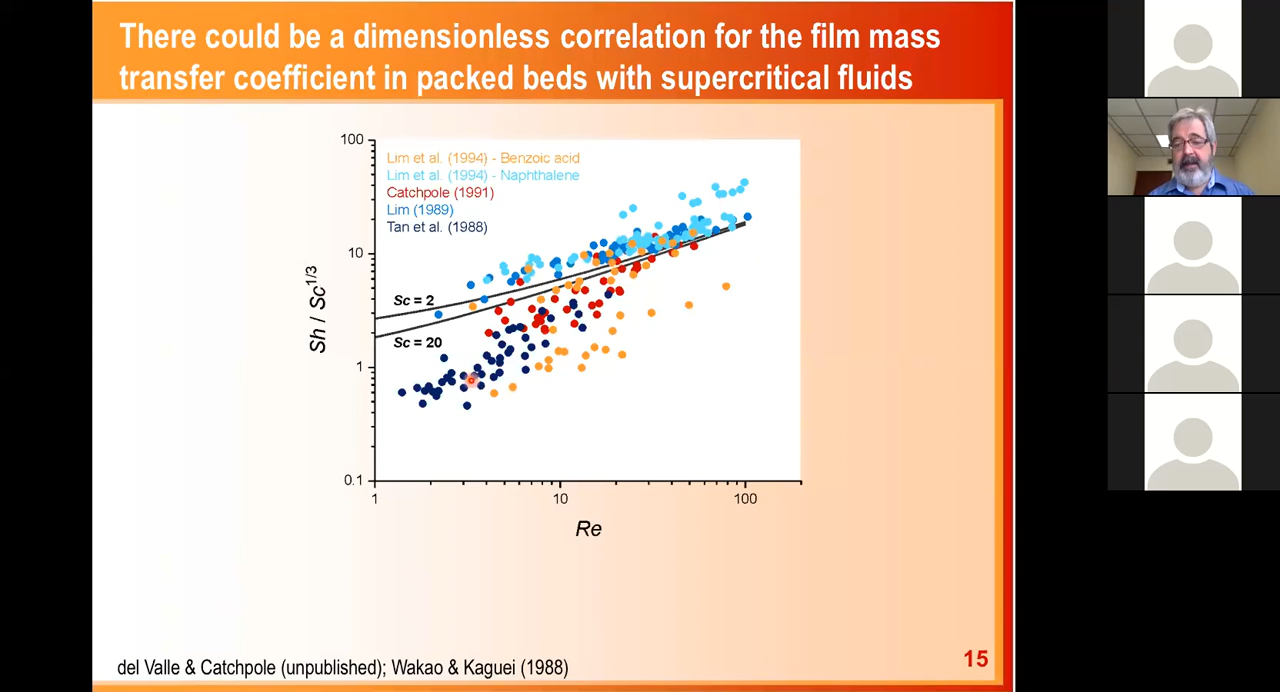 There could be a dimensionless correlation for the film mass
transfer coefficient in packed beds with supercritical fluids
100
Lim et al. (1994) - Benzoic acid
Lim et al. (1994) - Naphthalene
Catchpole (1991)
Lim (1989)
Tan et al. (1988)
10
Sh / Sc1/3
Sc = 2
Sc = 20
1
0.1
1
10
100
Re
del Valle & Catchpole (unpublished); Wakao & Kaguei (1988)
15